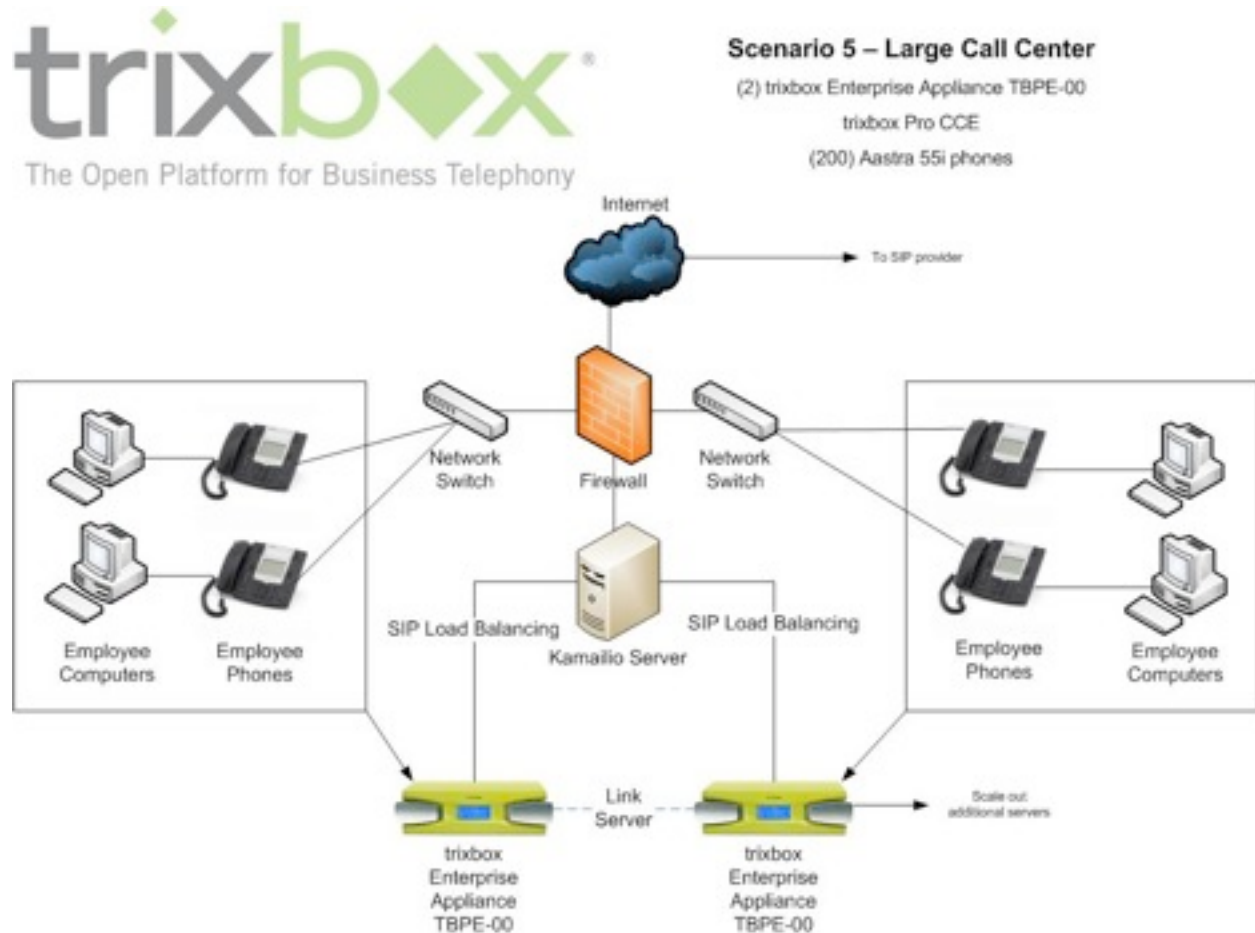 trixbox®
The Open Platform for Business Telephony
Scenario 5 – Large Call Center
(2) trixbox Enterprise Appliance TBPE-00
trixbox Pro CCE
(200) Aastra 55i phones
Internet
To SIP provider
Network
Switch
Firewall
Network
Switch
SIP Load Balancing
SIP Load Balancing
Kamailio Server
Employee
Computers
Employee
Phones
Employee
Phones
Employee
Computers
Link
Server
Scale out
additional servers
trixbox
Enterprise
Appliance
TBPE-00
trixbox
Enterprise
Appliance
TBPE-00